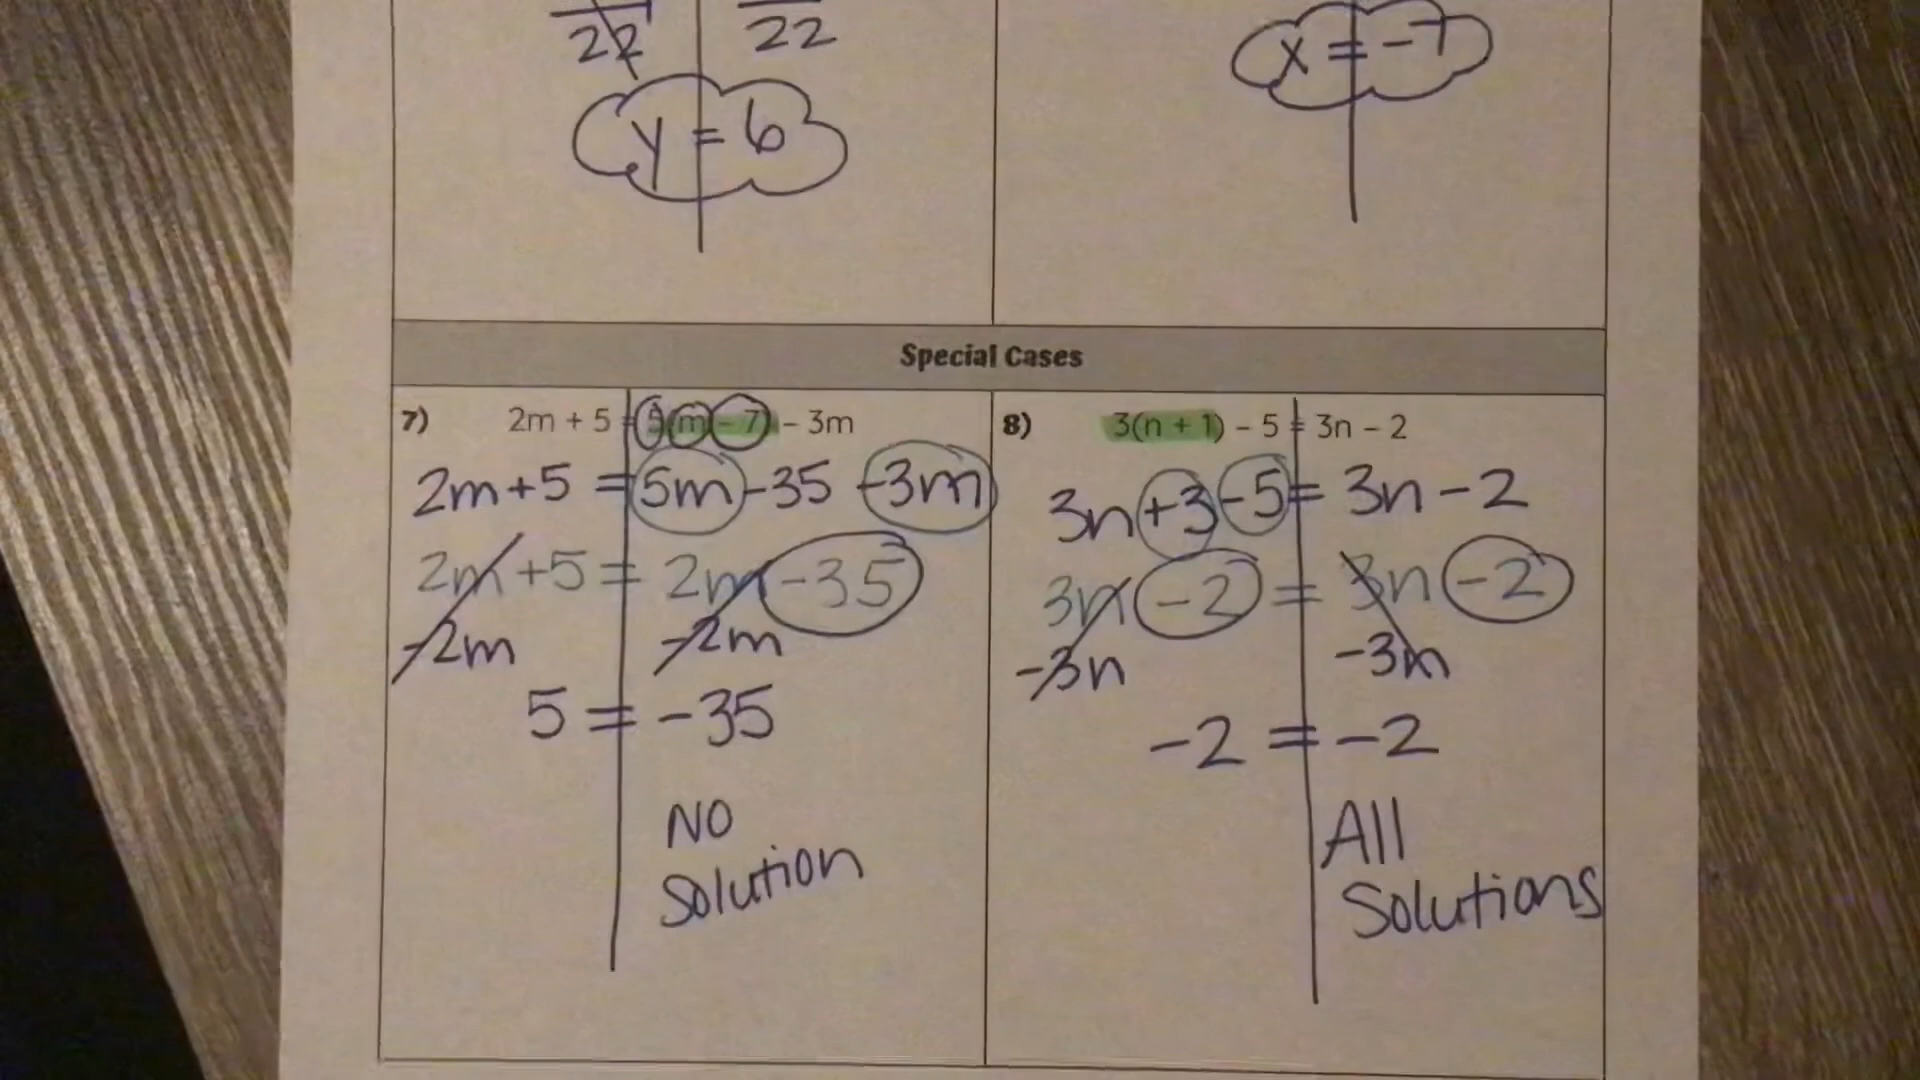 22 22
y = 6
x = -7
Special Cases
7) 2m + 5 = 5(m - 7) - 3m
2m+5 = 5m-35 -3m
2m +5 = 2m -35
-2m -2m
5 = -35
NO
Solution
8) 3(n + 1) - 5 = 3n - 2
3n+3-5 = 3n-2
3n -2 = 3n -2
-3n -3n
-2 = -2
All
Solutions